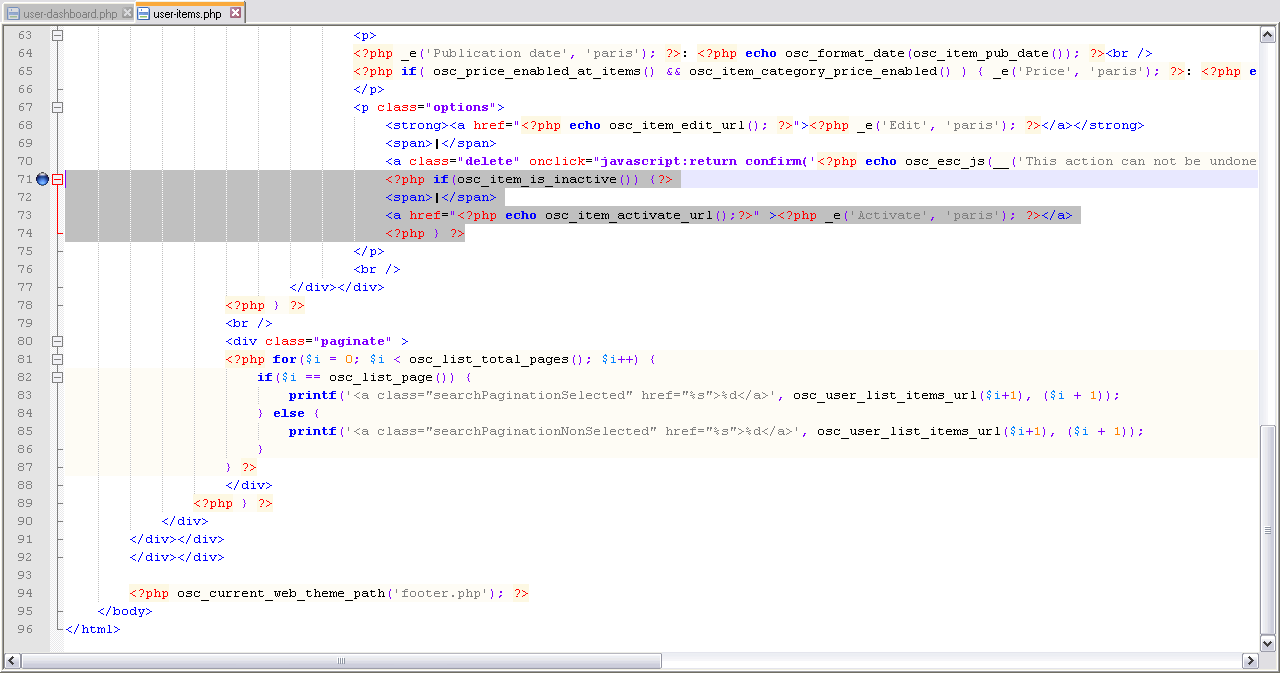 user-dashboard.php user-items.php
63 <p>
64 <?php _e('Publication date', 'paris'); ?>: <?php echo osc_format_date(osc_item_pub_date()); ?><br />
65 <?php if( osc_price_enabled_at_items() && osc_item_category_price_enabled() ) { _e('Price', 'paris'); ?>: <?php e
66 </p>
67 <p class="options">
68 <strong><a href="<?php echo osc_item_edit_url(); ?>"><?php _e('Edit', 'paris'); ?></a></strong>
69 <span>|</span>
70 <a class="delete" onclick="javascript:return confirm('<?php echo osc_esc_js(__('This action can not be undone
71 <?php if(osc_item_is_inactive()) {?>
72 <span>|</span>
73 <a href="<?php echo osc_item_activate_url();?>" ><?php _e('Activate', 'paris'); ?></a>
74 <?php } ?>
75 </p>
76 <br />
77 </div></div>
78 <?php } ?>
79 <br />
80 <div class="paginate" >
81 <?php for($i = 0; $i < osc_list_total_pages(); $i++) {
82 if($i == osc_list_page()) {
83 printf('<a class="searchPaginationSelected" href="%s">%d</a>', osc_user_list_items_url($i+1), ($i + 1));
84 } else {
85 printf('<a class="searchPaginationNonSelected" href="%s">%d</a>', osc_user_list_items_url($i+1), ($i + 1));
86 }
87 } ?>
88 </div>
89 <?php } ?>
90 </div>
91 </div></div>
92 </div></div>
93
94 <?php osc_current_web_theme_path('footer.php'); ?>
95 </body>
96 </html>